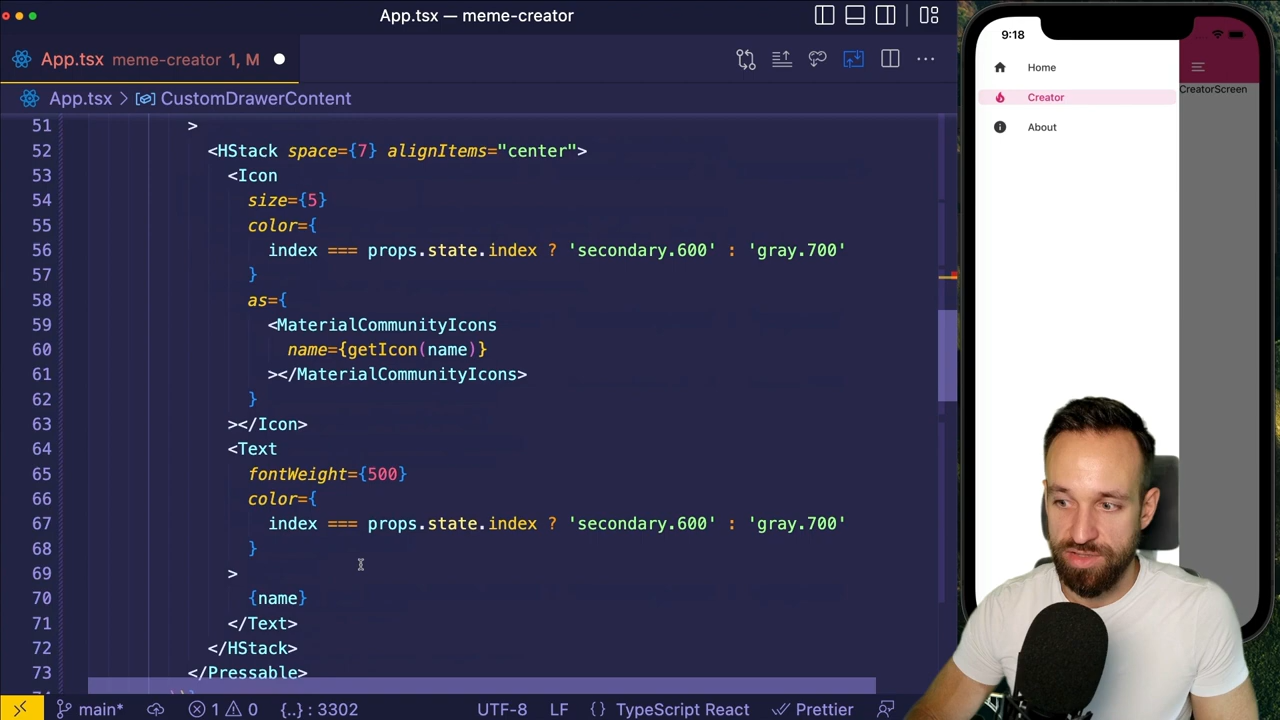 App.tsx — meme-creator
App.tsx meme-creator 1, M
App.tsx > CustomDrawerContent
51 >
52 <HStack space={7} alignItems="center">
53 <Icon
54 size={5}
55 color={
56 index === props.state.index ? 'secondary.600' : 'gray.700'
57 }
58 as={
59 <MaterialCommunityIcons
60 name={getIcon(name)}
61 ></MaterialCommunityIcons>
62 }
63 ></Icon>
64 <Text
65 fontWeight={500}
66 color={
67 index === props.state.index ? 'secondary.600' : 'gray.700'
68 }
69 >
70 {name}
71 </Text>
72 </HStack>
73 </Pressable>
main* 1 0 {..} : 3302 UTF-8 LF {} TypeScript React Prettier
9:18
Home
Creator
About
CreatorScreen